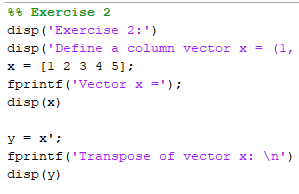 %% Exercise 2
disp('Exercise 2:')
disp('Define a column vector x = (1,
x = [1 2 3 4 5];
fprintf('Vector x =');
disp(x)
y = x';
fprintf('Transpose of vector x: \n')
disp(y)